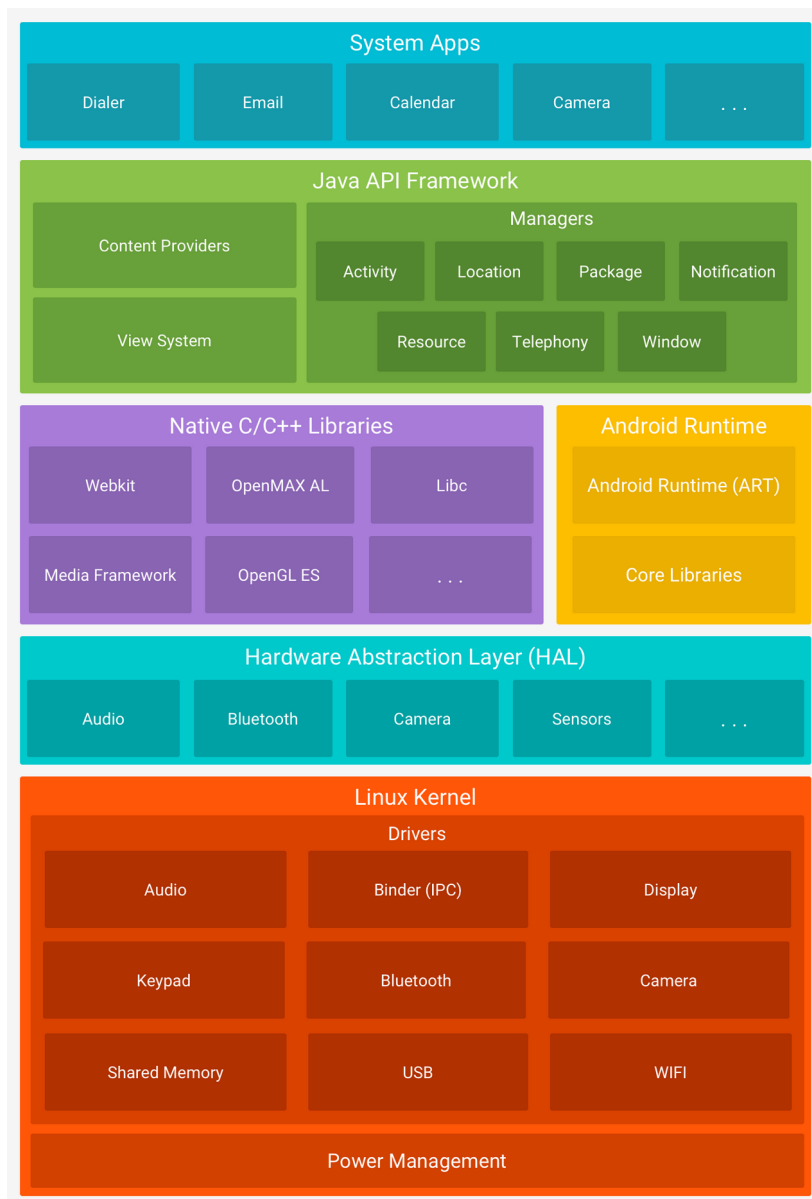 System Apps
Dialer
Email
Calendar
Camera
. . .
Java API Framework
Content Providers
View System
Managers
Activity
Location
Package
Notification
Resource
Telephony
Window
Native C/C++ Libraries
Webkit
OpenMAX AL
Libc
Media Framework
OpenGL ES
. . .
Android Runtime
Android Runtime (ART)
Core Libraries
Hardware Abstraction Layer (HAL)
Audio
Bluetooth
Camera
Sensors
. . .
Linux Kernel
Drivers
Audio
Binder (IPC)
Display
Keypad
Bluetooth
Camera
Shared Memory
USB
WIFI
Power Management